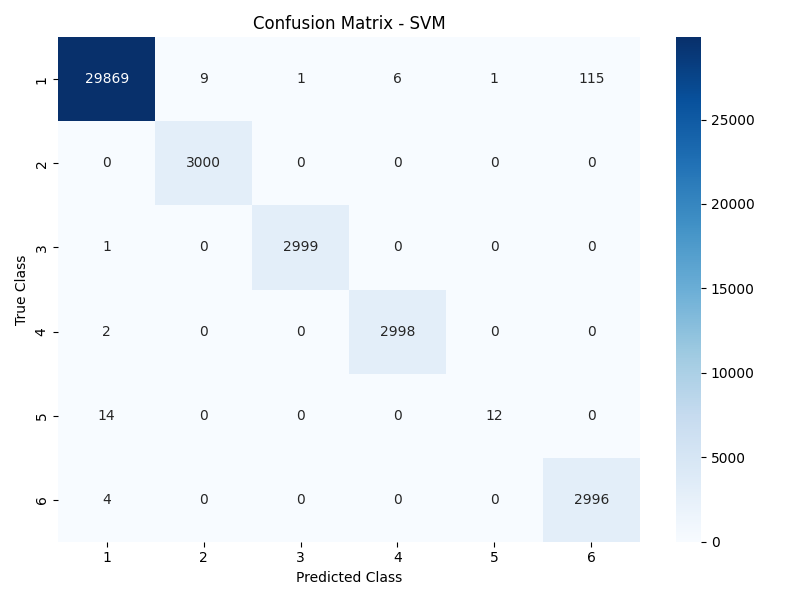 Confusion Matrix - SVM
1 29869 9 1 6 1 115
2 0 3000 0 0 0 0
3 1 0 2999 0 0 0
4 2 0 0 2998 0 0
5 14 0 0 0 12 0
6 4 0 0 0 0 2996
1 2 3 4 5 6
Predicted Class
True Class
25000
20000
15000
10000
5000
0